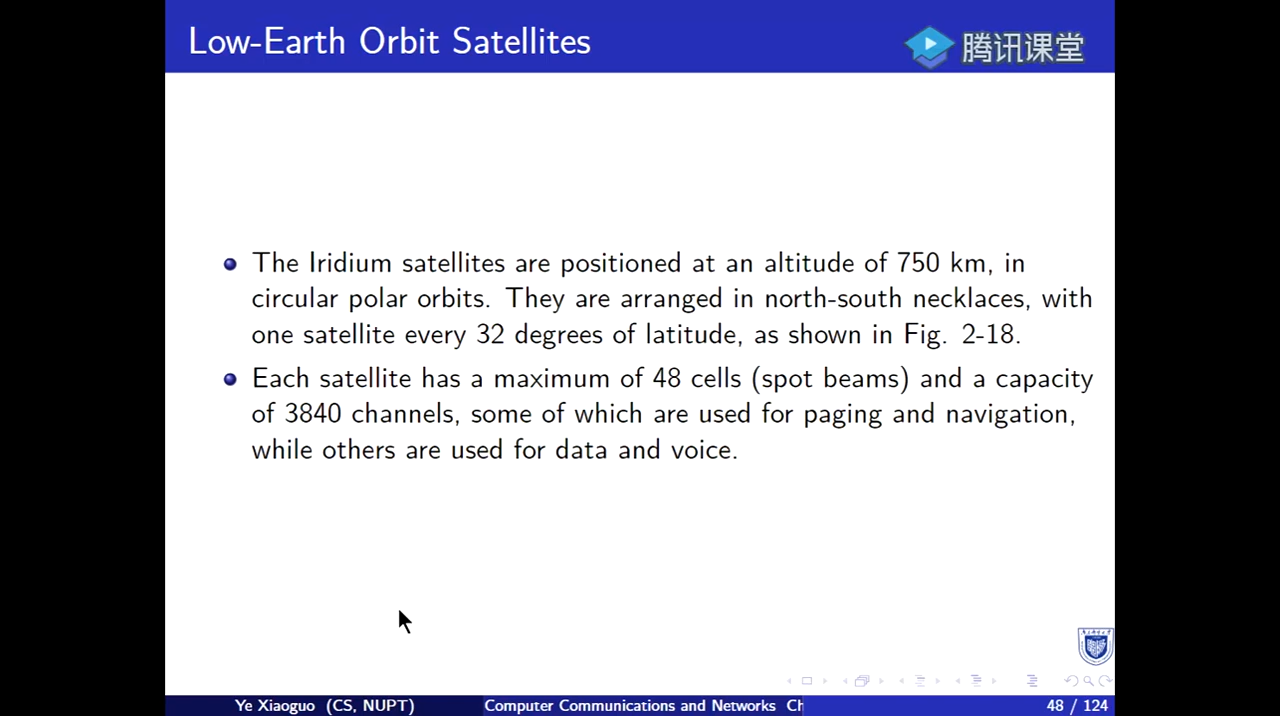 Low-Earth Orbit Satellites
腾讯课堂
The Iridium satellites are positioned at an altitude of 750 km, in
circular polar orbits. They are arranged in north-south necklaces, with
one satellite every 32 degrees of latitude, as shown in Fig. 2-18.
Each satellite has a maximum of 48 cells (spot beams) and a capacity
of 3840 channels, some of which are used for paging and navigation,
while others are used for data and voice.
Ye Xiaoguo (CS, NUPT)
Computer Communications and Networks Ch
48 / 124